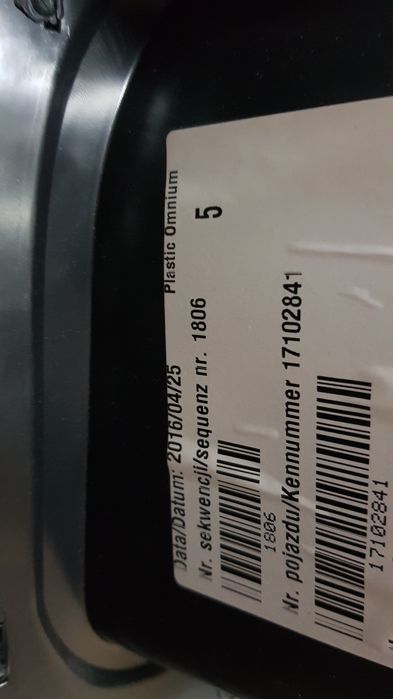 Data/Datum: 2016/04/25 Plastic Omnium
Nr. sekwencji/sequenz nr. 1806 5
1806
Nr. pojazdu/Kennummer 17102841
17102841